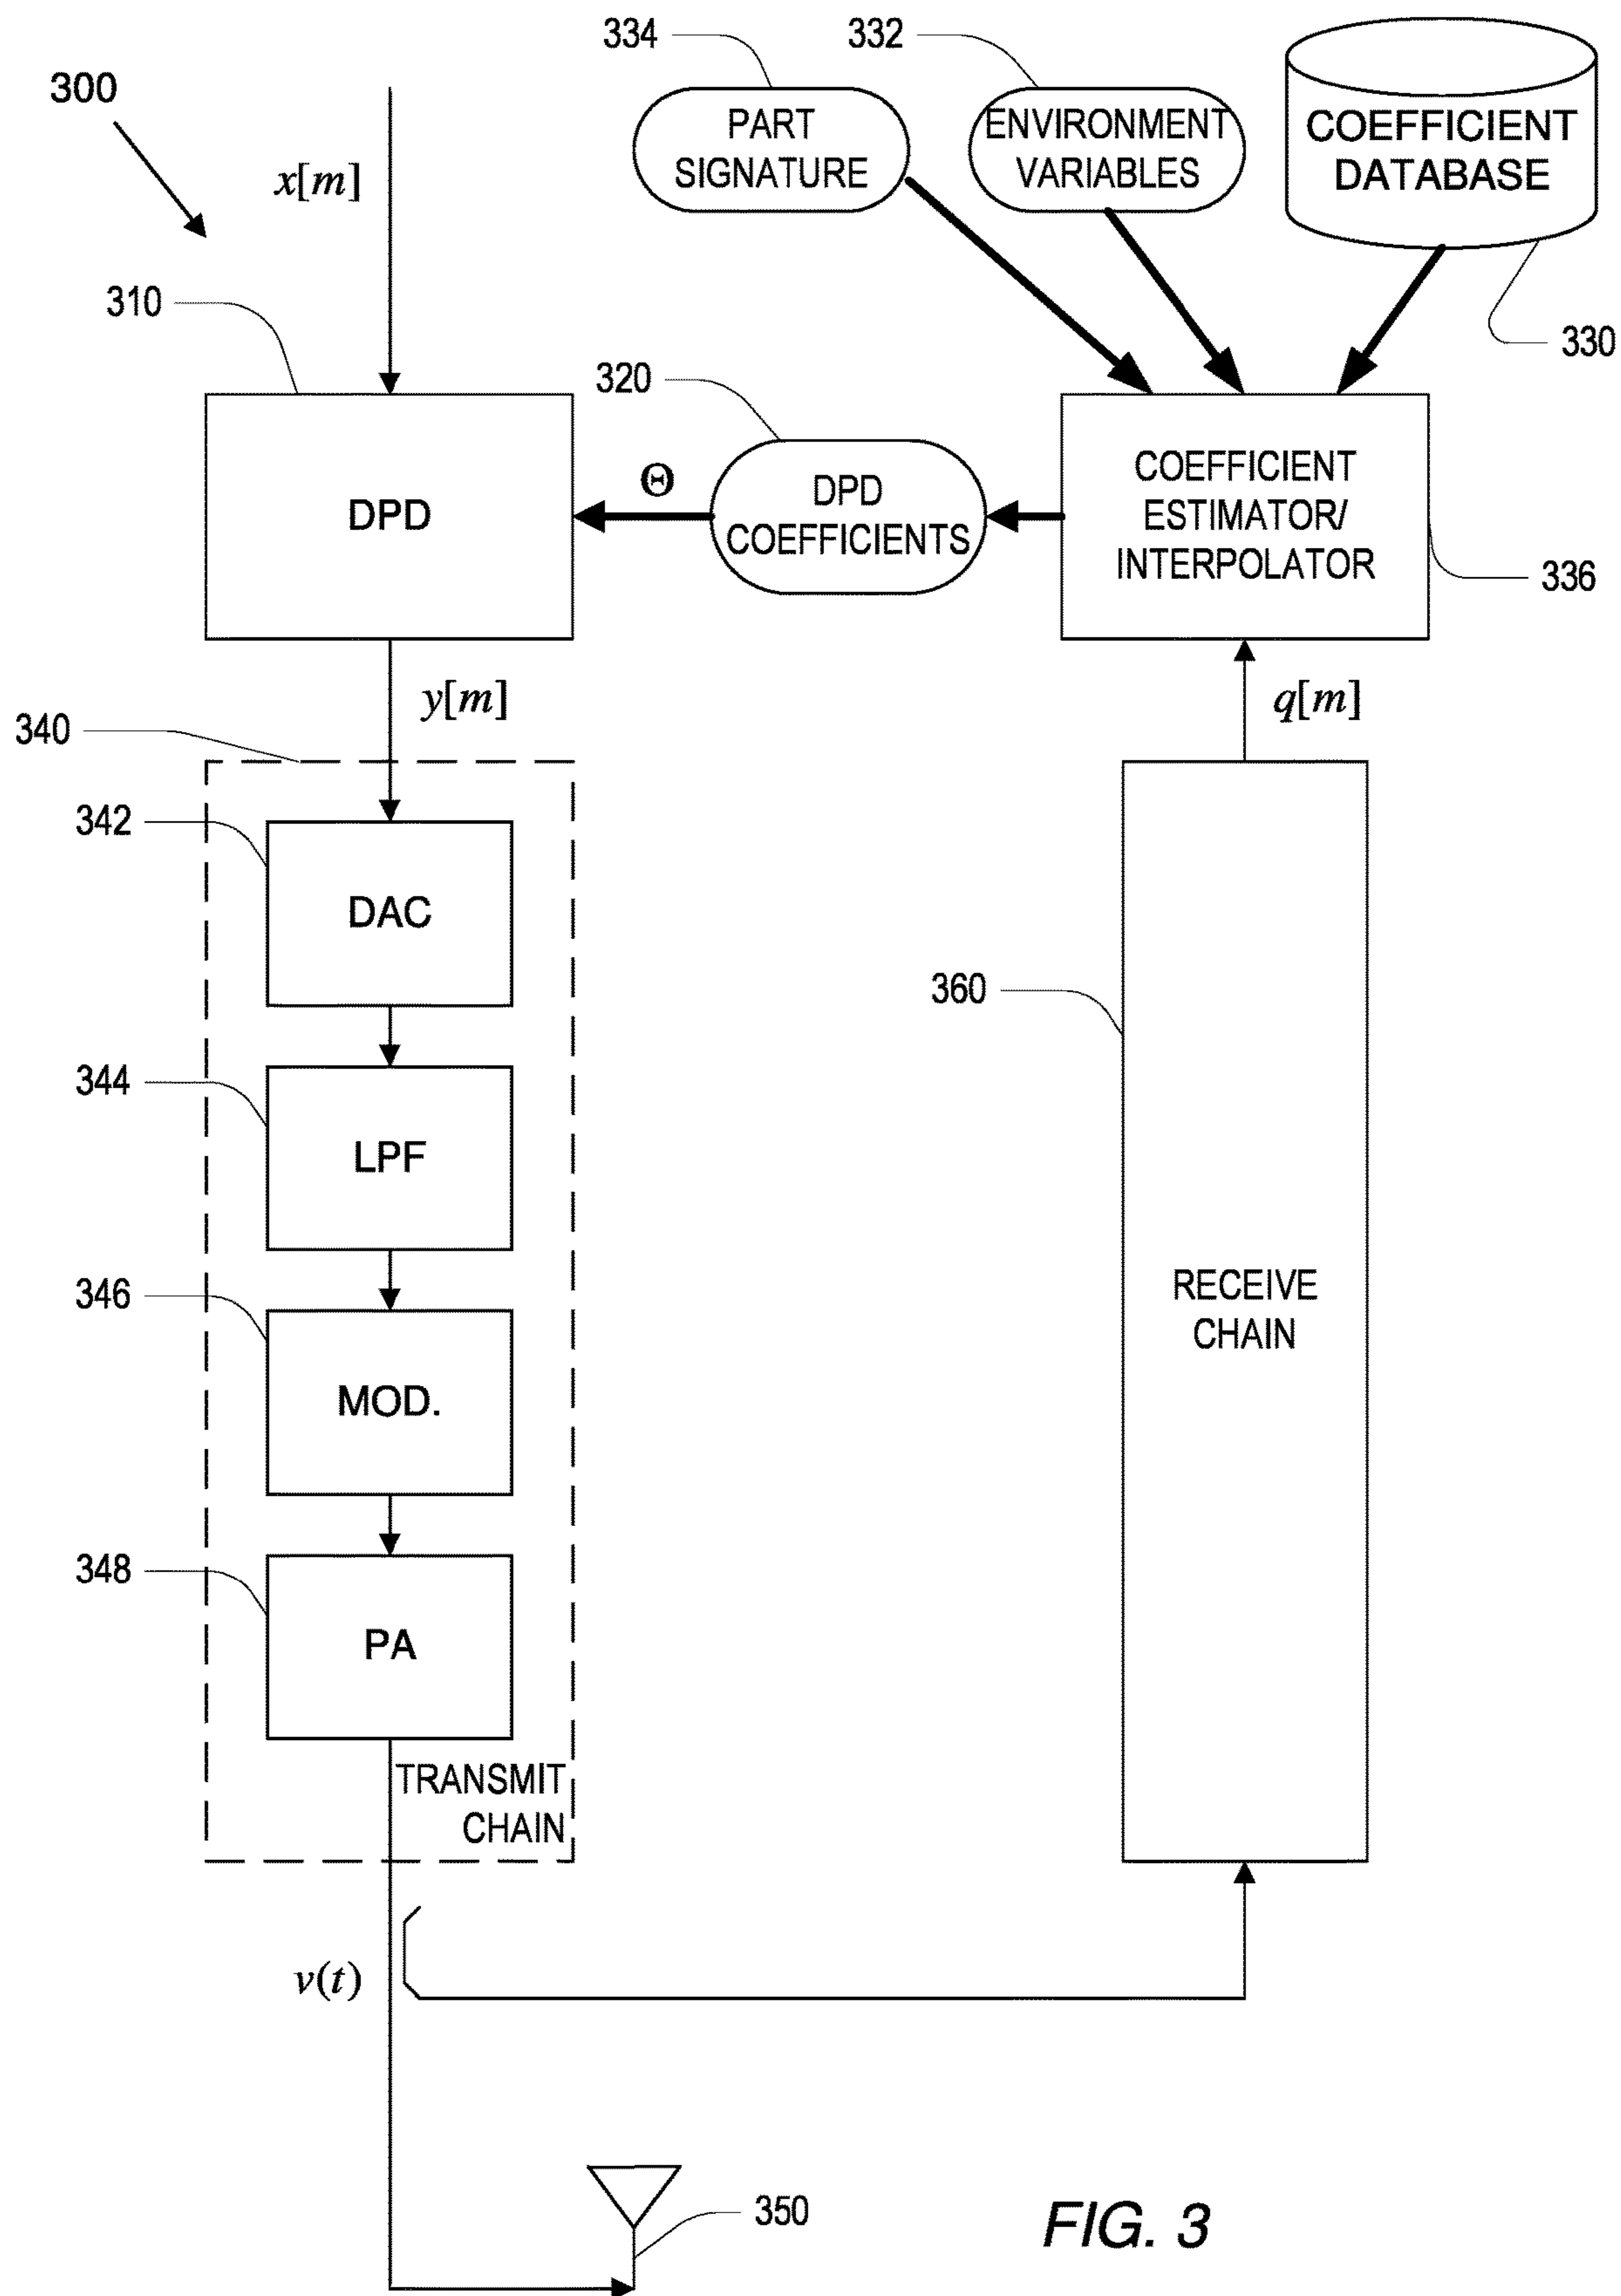 334
332
300
PART
SIGNATURE
ENVIRONMENT
VARIABLES
COEFFICIENT
DATABASE
x[m]
310
330
320
Θ
DPD
DPD
COEFFICIENTS
COEFFICIENT
ESTIMATOR/
INTERPOLATOR
336
y[m]
q[m]
340
342
DAC
360
344
LPF
RECEIVE
CHAIN
346
MOD.
348
PA
TRANSMIT
CHAIN
v(t)
350
FIG. 3